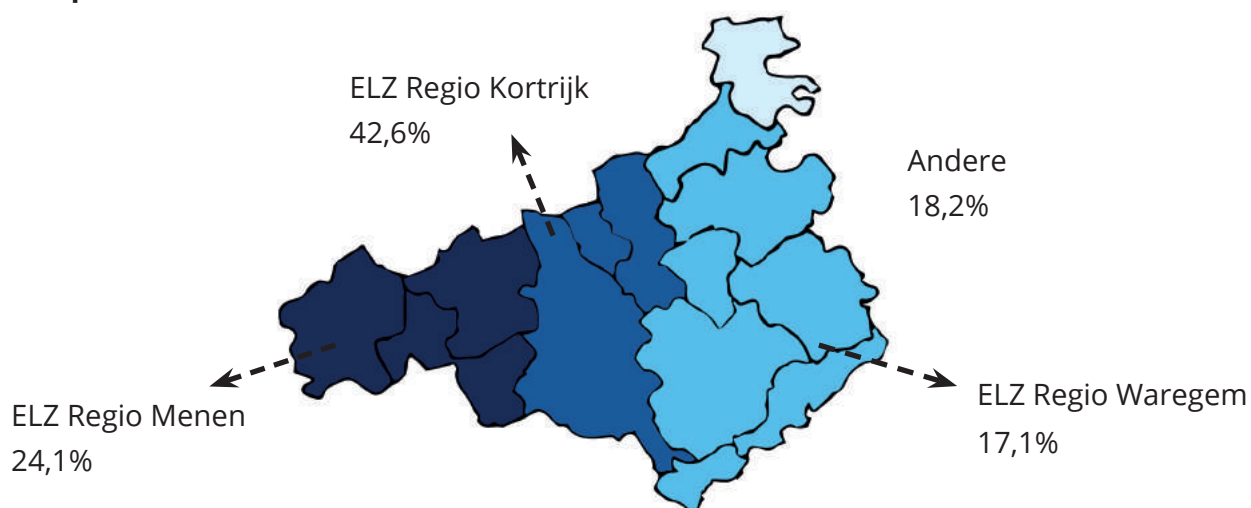 ELZ Regio Kortrijk
42,6%
Andere
18,2%
ELZ Regio Waregem
17,1%
ELZ Regio Menen
24,1%